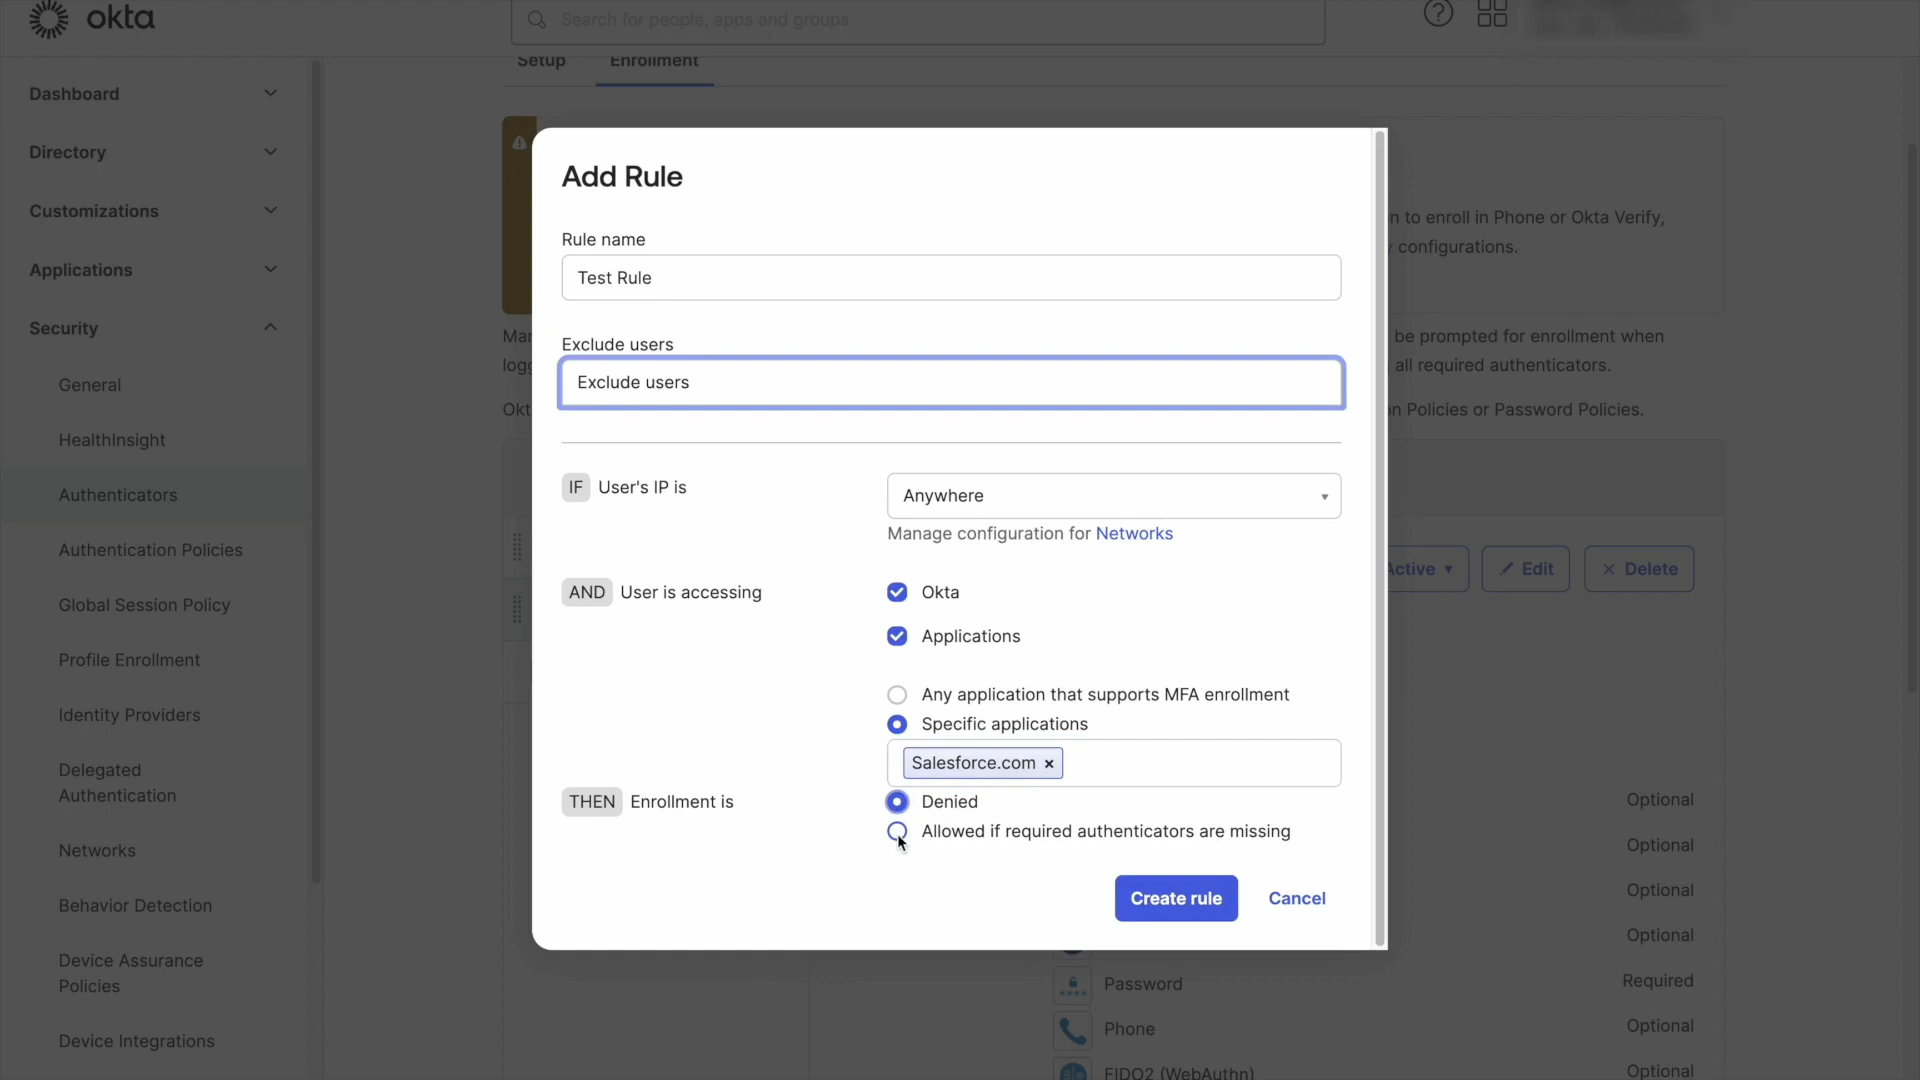 okta
Search for people, apps and groups
Setup
Enrollment
Dashboard
Directory
Customizations
Applications
Security
General
HealthInsight
Authenticators
Authentication Policies
Global Session Policy
Profile Enrollment
Identity Providers
Delegated
Authentication
Networks
Behavior Detection
Device Assurance
Policies
Device Integrations
to enroll in Phone or Okta Verify,
configurations.
be prompted for enrollment when
all required authenticators.
Policies or Password Policies.
Add Rule
Rule name
Test Rule
Exclude users
Exclude users
IF User's IP is
Anywhere
Manage configuration for Networks
AND User is accessing
Okta
Applications
Any application that supports MFA enrollment
Specific applications
Salesforce.com ×
THEN Enrollment is
Denied
Allowed if required authenticators are missing
Create rule
Cancel
Active
Edit
Delete
Optional
Optional
Optional
Optional
Password
Required
Phone
Optional
FIDO2 (WebAuthn)
Optional